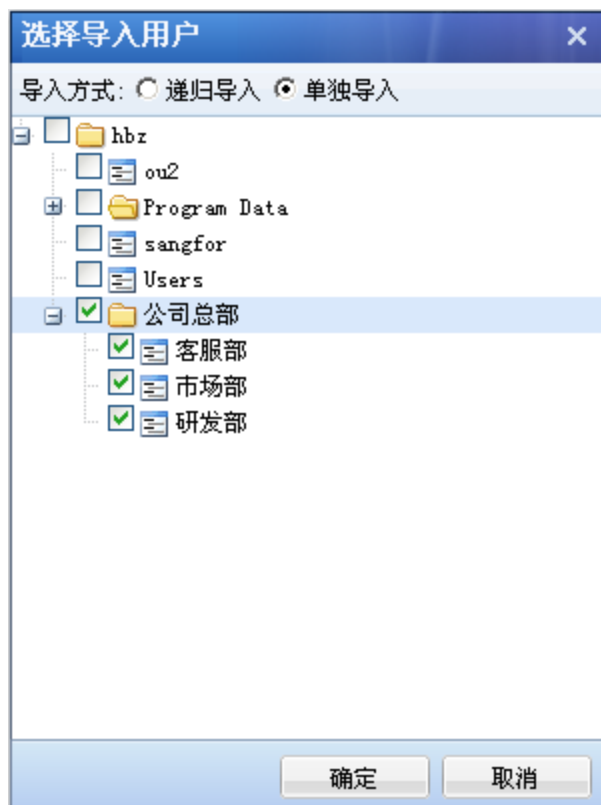 选择导入用户
导入方式: 递归导入 单独导入
hbz
ou2
Program Data
sangfor
Users
公司总部
客服部
市场部
研发部
确定 取消